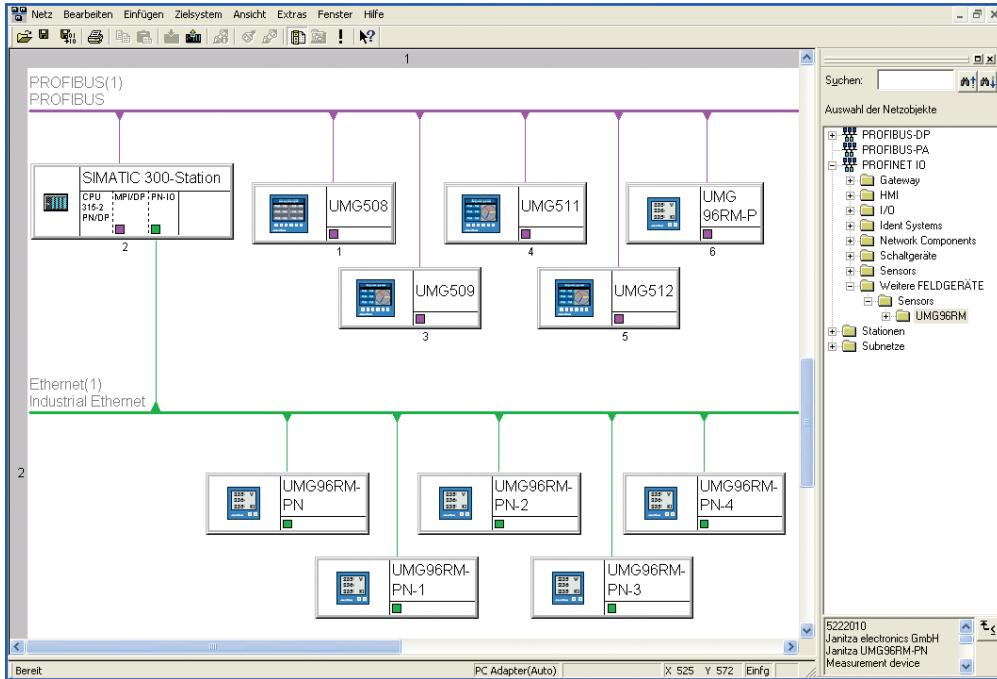 Netz Bearbeiten Einfügen Zielsystem Ansicht Extras Fenster Hilfe
1
PROFIBUS(1)
PROFIBUS
SIMATIC 300-Station
CPU 315-2 PN/DP
MPI/DP
PN-IO
2
UMG508
1
UMG511
4
UMG
96RM-P
6
UMG509
3
UMG512
5
Ethernet(1)
Industrial Ethernet
2
UMG96RM-
PN
UMG96RM-
PN-2
UMG96RM-
PN-4
UMG96RM-
PN-1
UMG96RM-
PN-3
Suchen:
Auswahl der Netzobjekte
PROFIBUS-DP
PROFIBUS-PA
PROFINET IO
Gateway
HMI
I/O
Ident Systems
Network Components
Schaltgeräte
Sensors
Weitere FELDGERÄTE
Sensors
UMG96RM
Stationen
Subnetze
5222010
Janitza electronics GmbH
Janitza UMG96RM-PN
Measurement device
Bereit
PC Adapter(Auto)
X 525 Y 572
Einfg